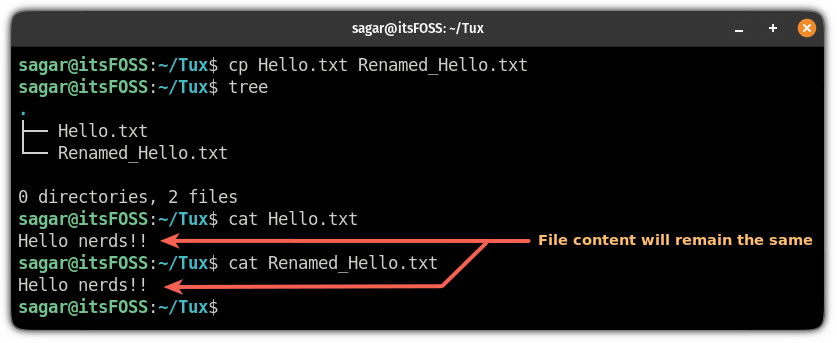 sagar@itsFOSS: ~/Tux
sagar@itsFOSS:~/Tux$ cp Hello.txt Renamed_Hello.txt
sagar@itsFOSS:~/Tux$ tree
.
├── Hello.txt
└── Renamed_Hello.txt
0 directories, 2 files
sagar@itsFOSS:~/Tux$ cat Hello.txt
Hello nerds!!
File content will remain the same
sagar@itsFOSS:~/Tux$ cat Renamed_Hello.txt
Hello nerds!!
sagar@itsFOSS:~/Tux$